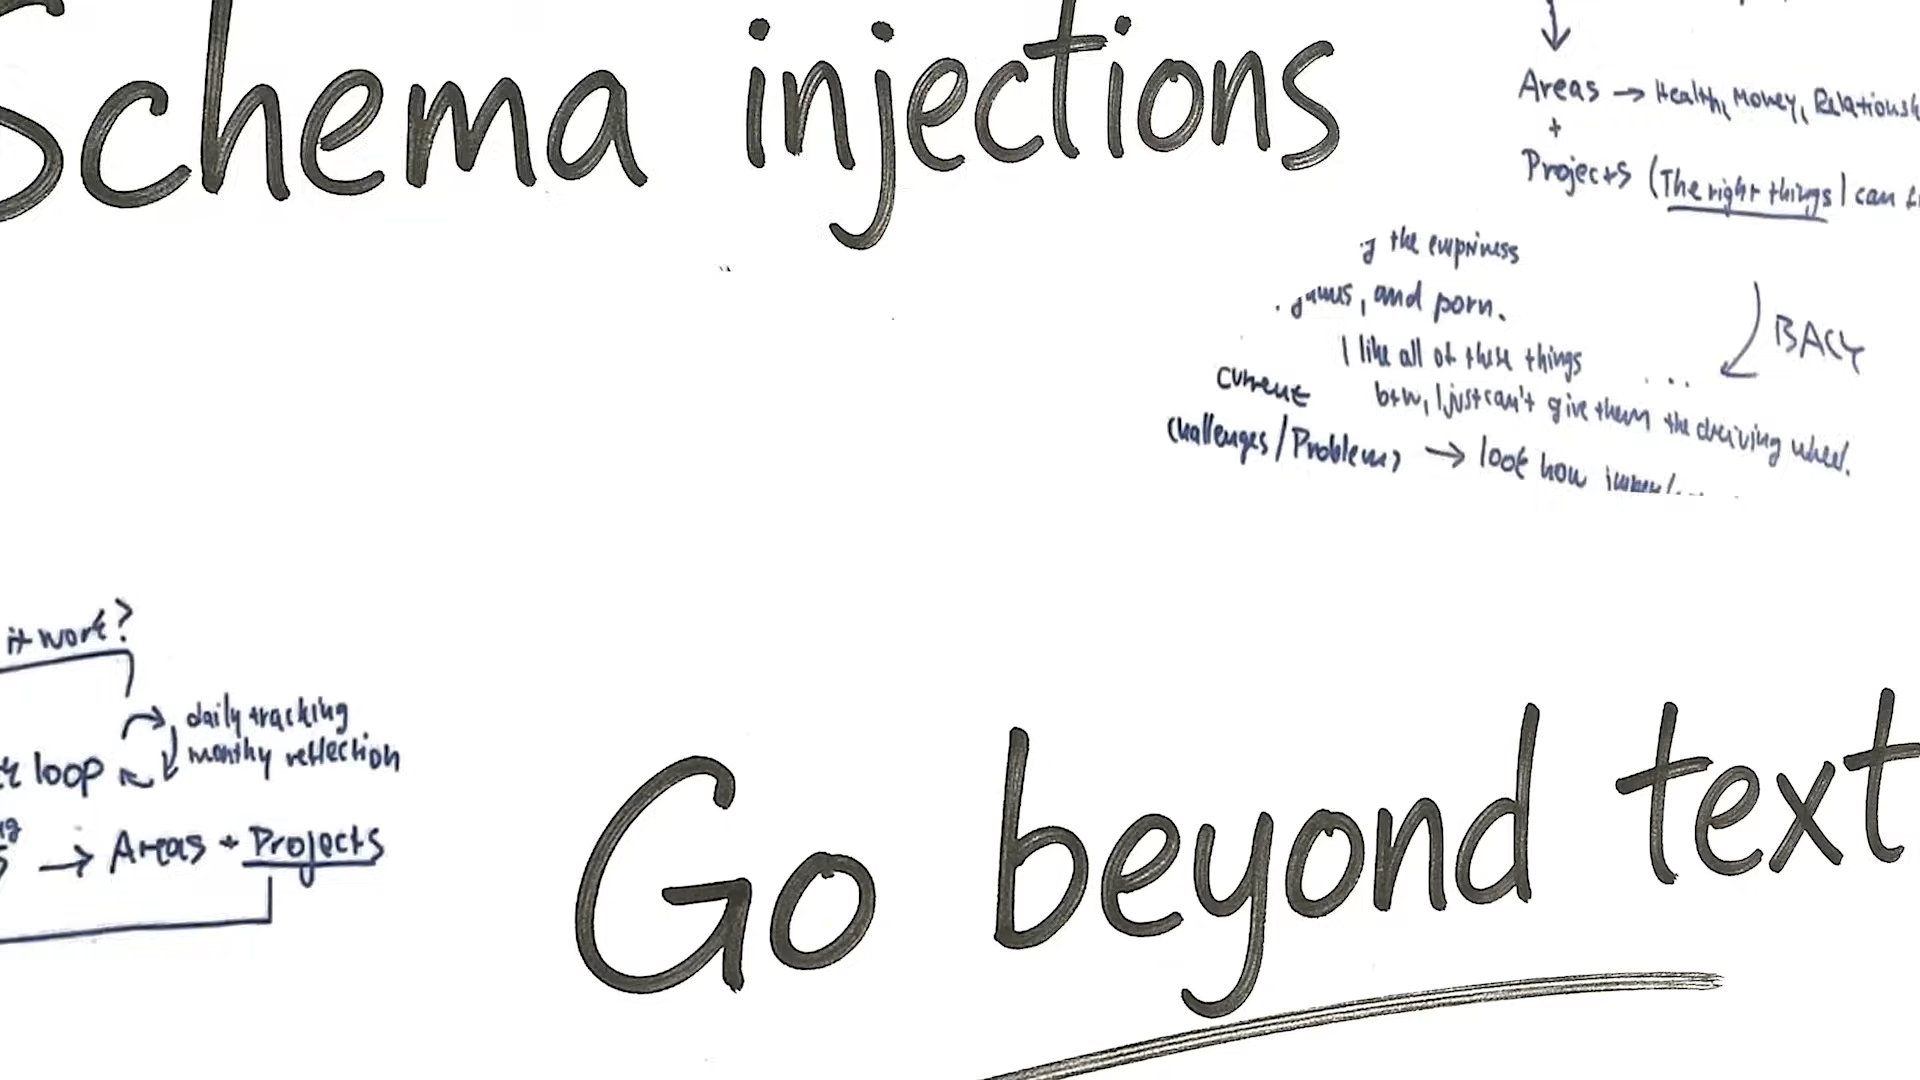 Schema injections
Areas → Health, Money, Relationsh
+
Projects (The right things I can
the emptiness
, and porn.
I like all of these things
btw, I just can't give them the driving wheel.
BACK
...
current
challenges/Problems → look how
it work?
daily tracking
monthly reflection
loop
→ Areas + Projects
Go beyond text